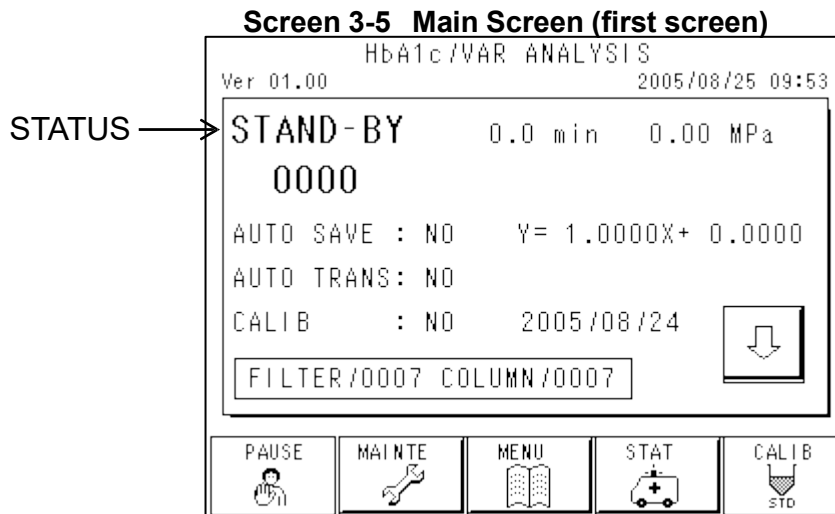 Screen 3-5 Main Screen (first screen)
HbA1c/VAR ANALYSIS
Ver 01.00 2005/08/25 09:53
STATUS
STAND-BY 0.0 min 0.00 MPa
0000
AUTO SAVE : NO Y= 1.0000X+ 0.0000
AUTO TRANS: NO
CALIB : NO 2005/08/24
FILTER/0007 COLUMN/0007
PAUSE MAINTE MENU STAT CALIB
STD